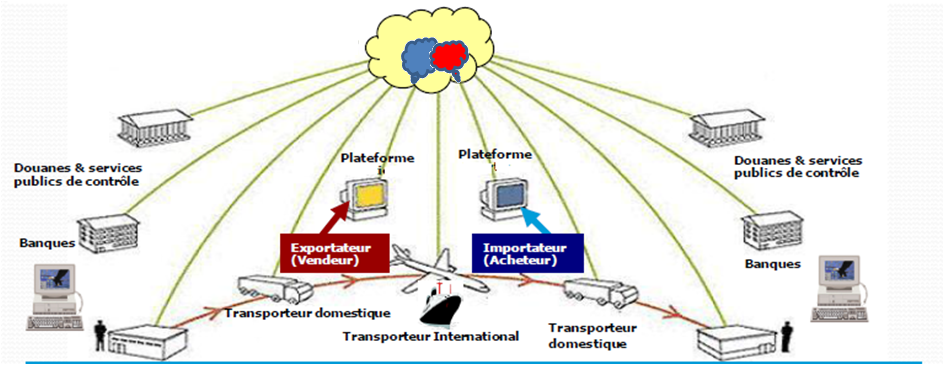 Douanes & services
publics de contrôle
Banques
Plateforme
Exportateur
(Vendeur)
Transporteur domestique
Transporteur International
Plateforme
Importateur
(Acheteur)
Transporteur
domestique
Douanes & services
publics de contrôle
Banques